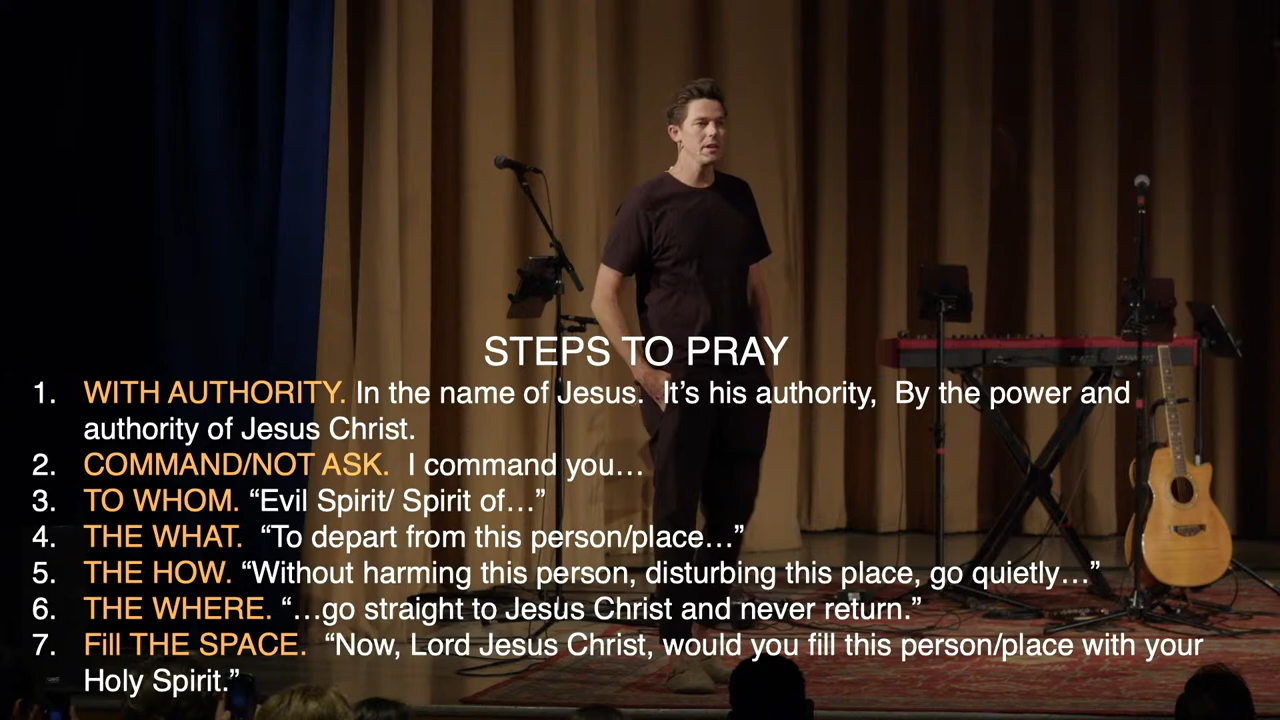 STEPS TO PRAY
1. WITH AUTHORITY. In the name of Jesus.  It’s his authority,  By the power and
authority of Jesus Christ.
2. COMMAND/NOT ASK.  I command you…
3. TO WHOM. “Evil Spirit/ Spirit of…”
4. THE WHAT.  “To depart from this person/place…”
5. THE HOW. “Without harming this person, disturbing this place, go quietly…”
6. THE WHERE. “…go straight to Jesus Christ and never return.”
7. Fill THE SPACE.  “Now, Lord Jesus Christ, would you fill this person/place with your
Holy Spirit.”